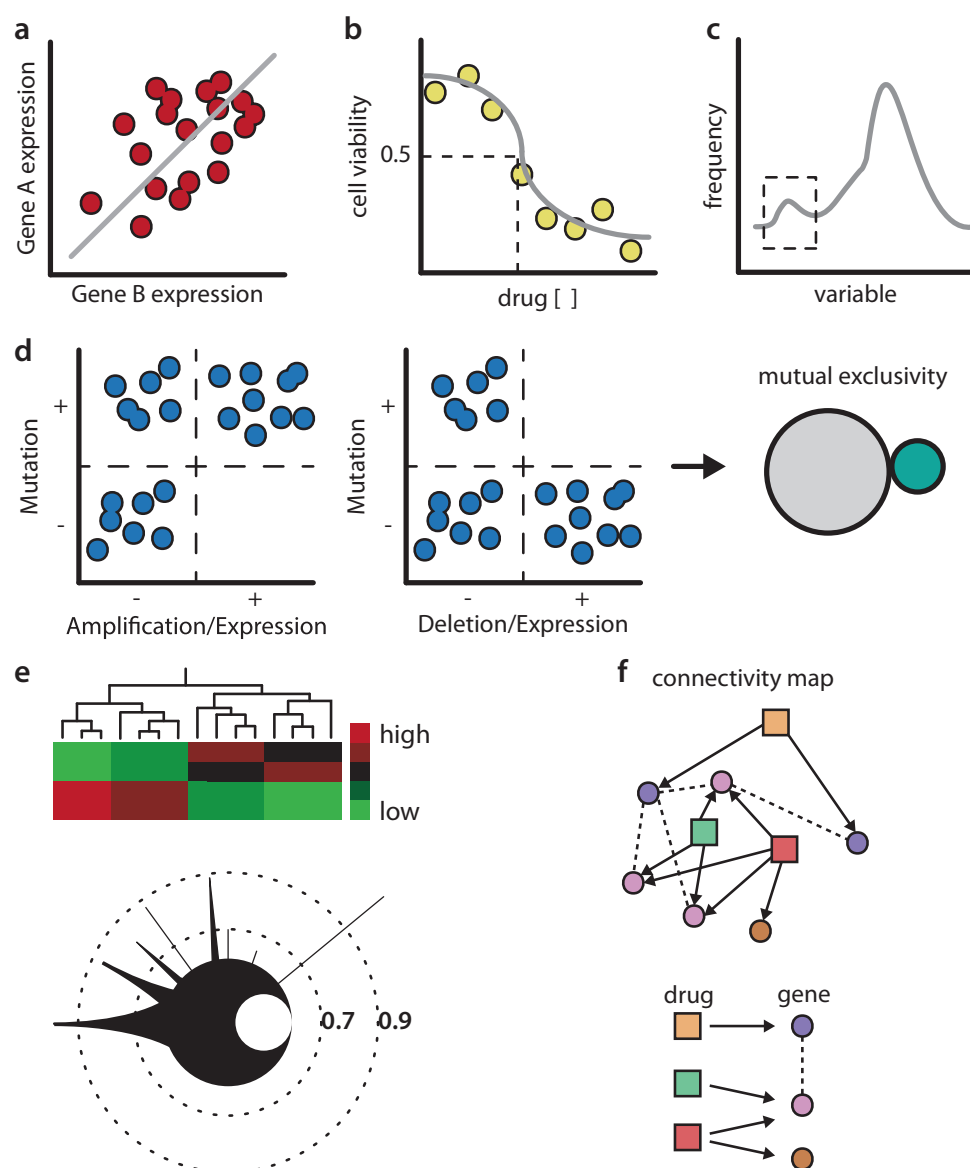 a
Gene A expression
Gene B expression
b
cell viability
0.5
drug [ ]
c
frequency
variable
d
Mutation
+
-
- +
Amplification/Expression
Mutation
+
-
- +
Deletion/Expression
mutual exclusivity
e
high
low
0.7 0.9
f
connectivity map
drug gene